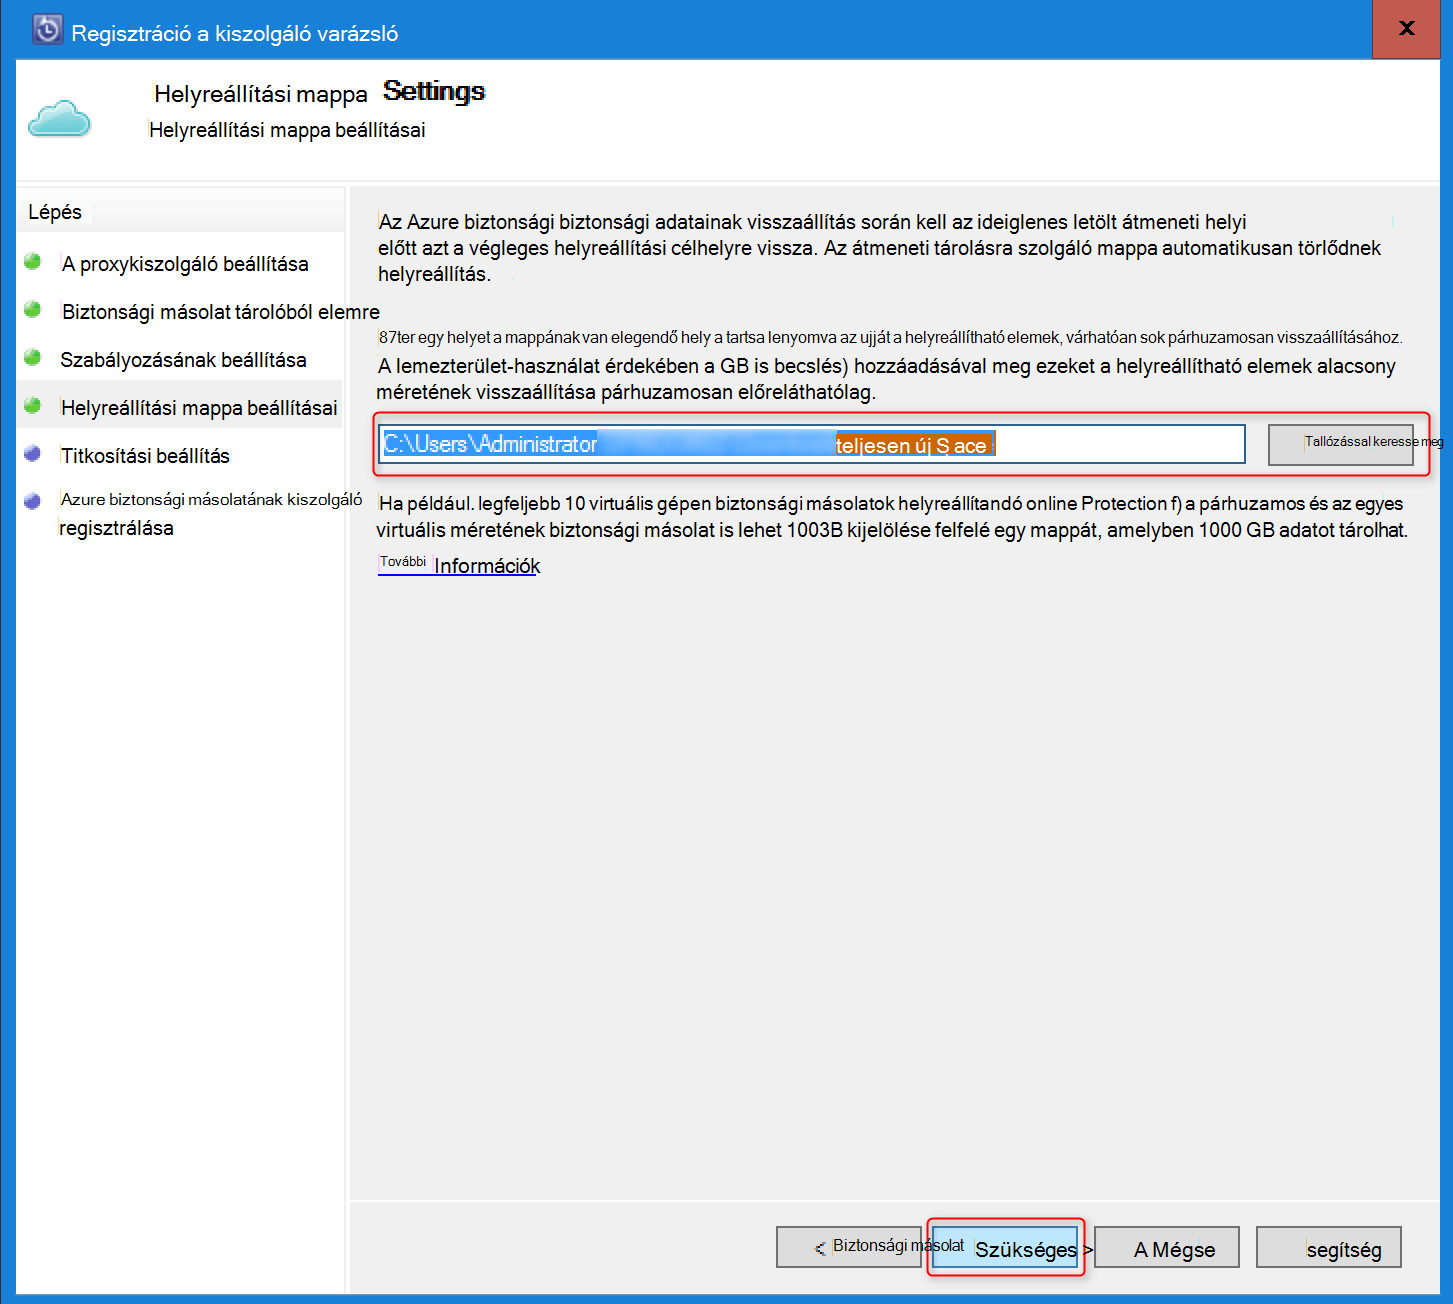 Regisztráció a kiszolgáló varázsló
x
Helyreállítási mappa Settings
Helyreállítási mappa beállításai
Lépés
A proxykiszolgáló beállítása
Biztonsági másolat tárolóból elemre
Szabályozásának beállítása
Helyreállítási mappa beállításai
Titkosítási beállítás
Azure biztonsági másolatának kiszolgáló
regisztrálása
Az Azure biztonsági biztonsági adatainak visszaállítás során kell az ideiglenes letölt átmeneti helyi
előtt azt a végleges helyreállítási célhelyre vissza. Az átmeneti tárolásra szolgáló mappa automatikusan törlődnek
helyreállítás.
87ter egy helyet a mappának van elegendő hely a tartsa lenyomva az ujját a helyreállítható elemek, várhatóan sok párhuzamosan visszaállításához.
A lemezterület-használat érdekében a GB is becslés) hozzáadásával meg ezeket a helyreállítható elemek alacsony
méretének visszaállítása párhuzamosan előreláthatólag.
C:\Users\Administrator teljesen új S ace
Tallózással keresse meg
Ha például. legfeljebb 10 virtuális gépen biztonsági másolatok helyreállítandó online Protection f) a párhuzamos és az egyes
virtuális méretének biztonsági másolat is lehet 1003B kijelölése felfelé egy mappát, amelyben 1000 GB adatot tárolhat.
További Információk
< Biztonsági másolat
Szükséges >
A Mégse
segítség